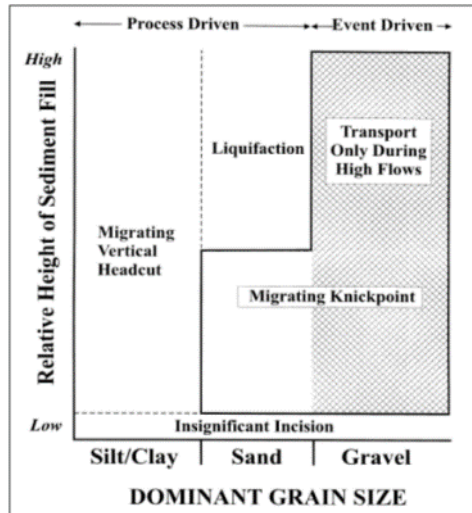 Process Driven Event Driven
High
Relative Height of Sediment Fill
Liquifaction
Transport
Only During
High Flows
Migrating
Vertical
Headcut
Migrating Knickpoint
Low
Insignificant Incision
Silt/Clay Sand Gravel
DOMINANT GRAIN SIZE